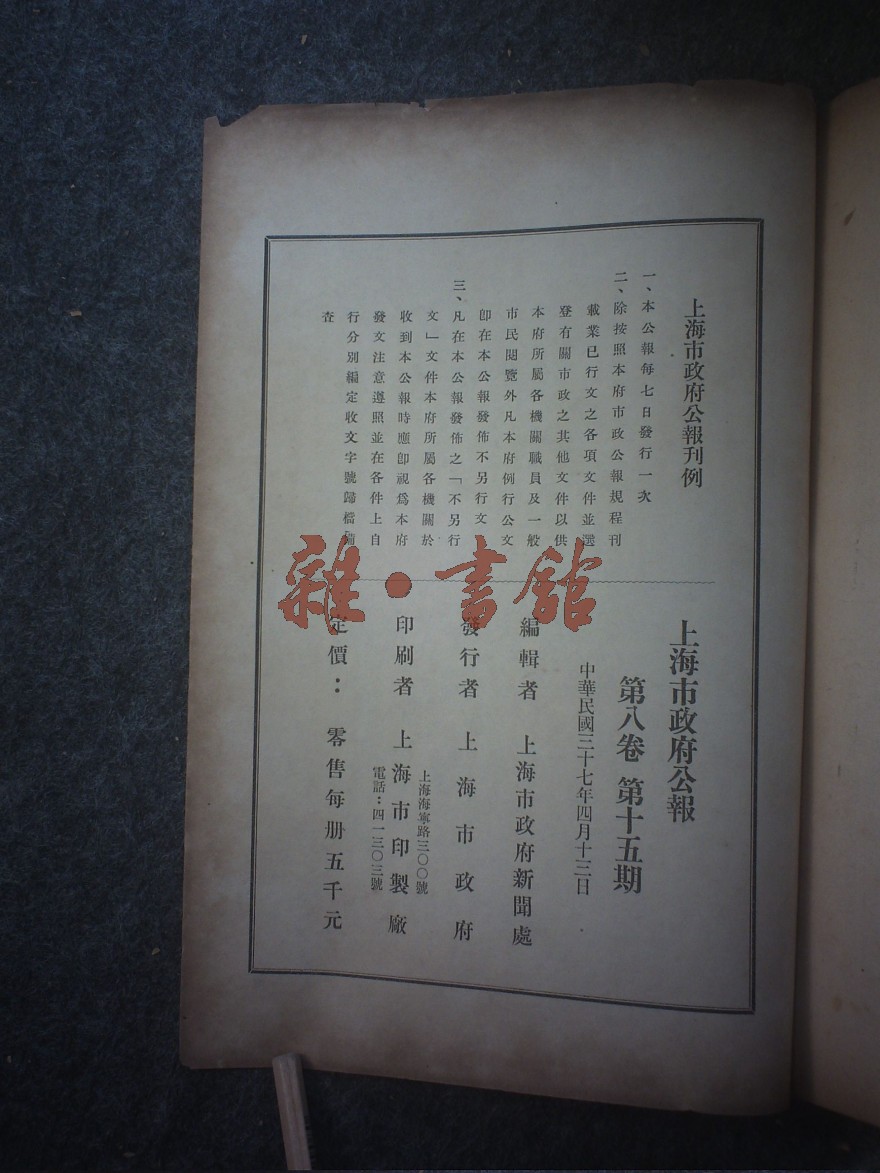 上海市政府公報刊例
一、本公報每七日發行一次
二、除按照本府市政公報規程刊
載業已行文之各項文件並選
登有關市政之其他文件以供
本府所屬各機關職員及一般
市民閱覽外凡本府例行公文
卽在本公報發佈不另行文
三、凡在本公報發佈之「不另行
文」文件本府所屬各機關於
收到本公報時應卽視爲本府
發文注意遵照並在各件上自
行分別編定收文字號歸檔備
查
上海市政府公報
第八卷 第十五期
中華民國三十七年四月十三日
編輯者 上海市政府新聞處
發行者 上海市政府
印刷者 上海市印製廠
上海海寧路三〇〇號
電話：四一三〇三號
定價： 零售每册五千元
雜·書館